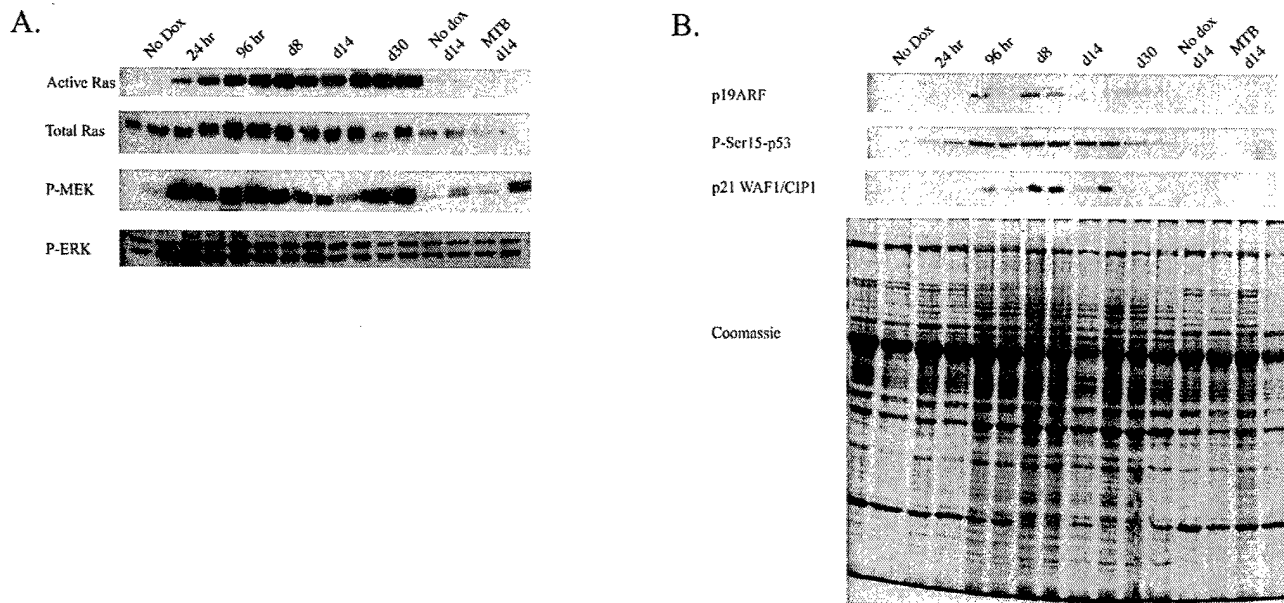 A.
No Dox 24 hr 96 hr d8 d14 d30 No dox d14 MTB d14
Active Ras
Total Ras
P-MEK
P-ERK
B.
No Dox 24 hr 96 hr d8 d14 d30 No dox d14 MTB d14
p19ARF
P-Ser15-p53
p21 WAF1/CIP1
Coomassie